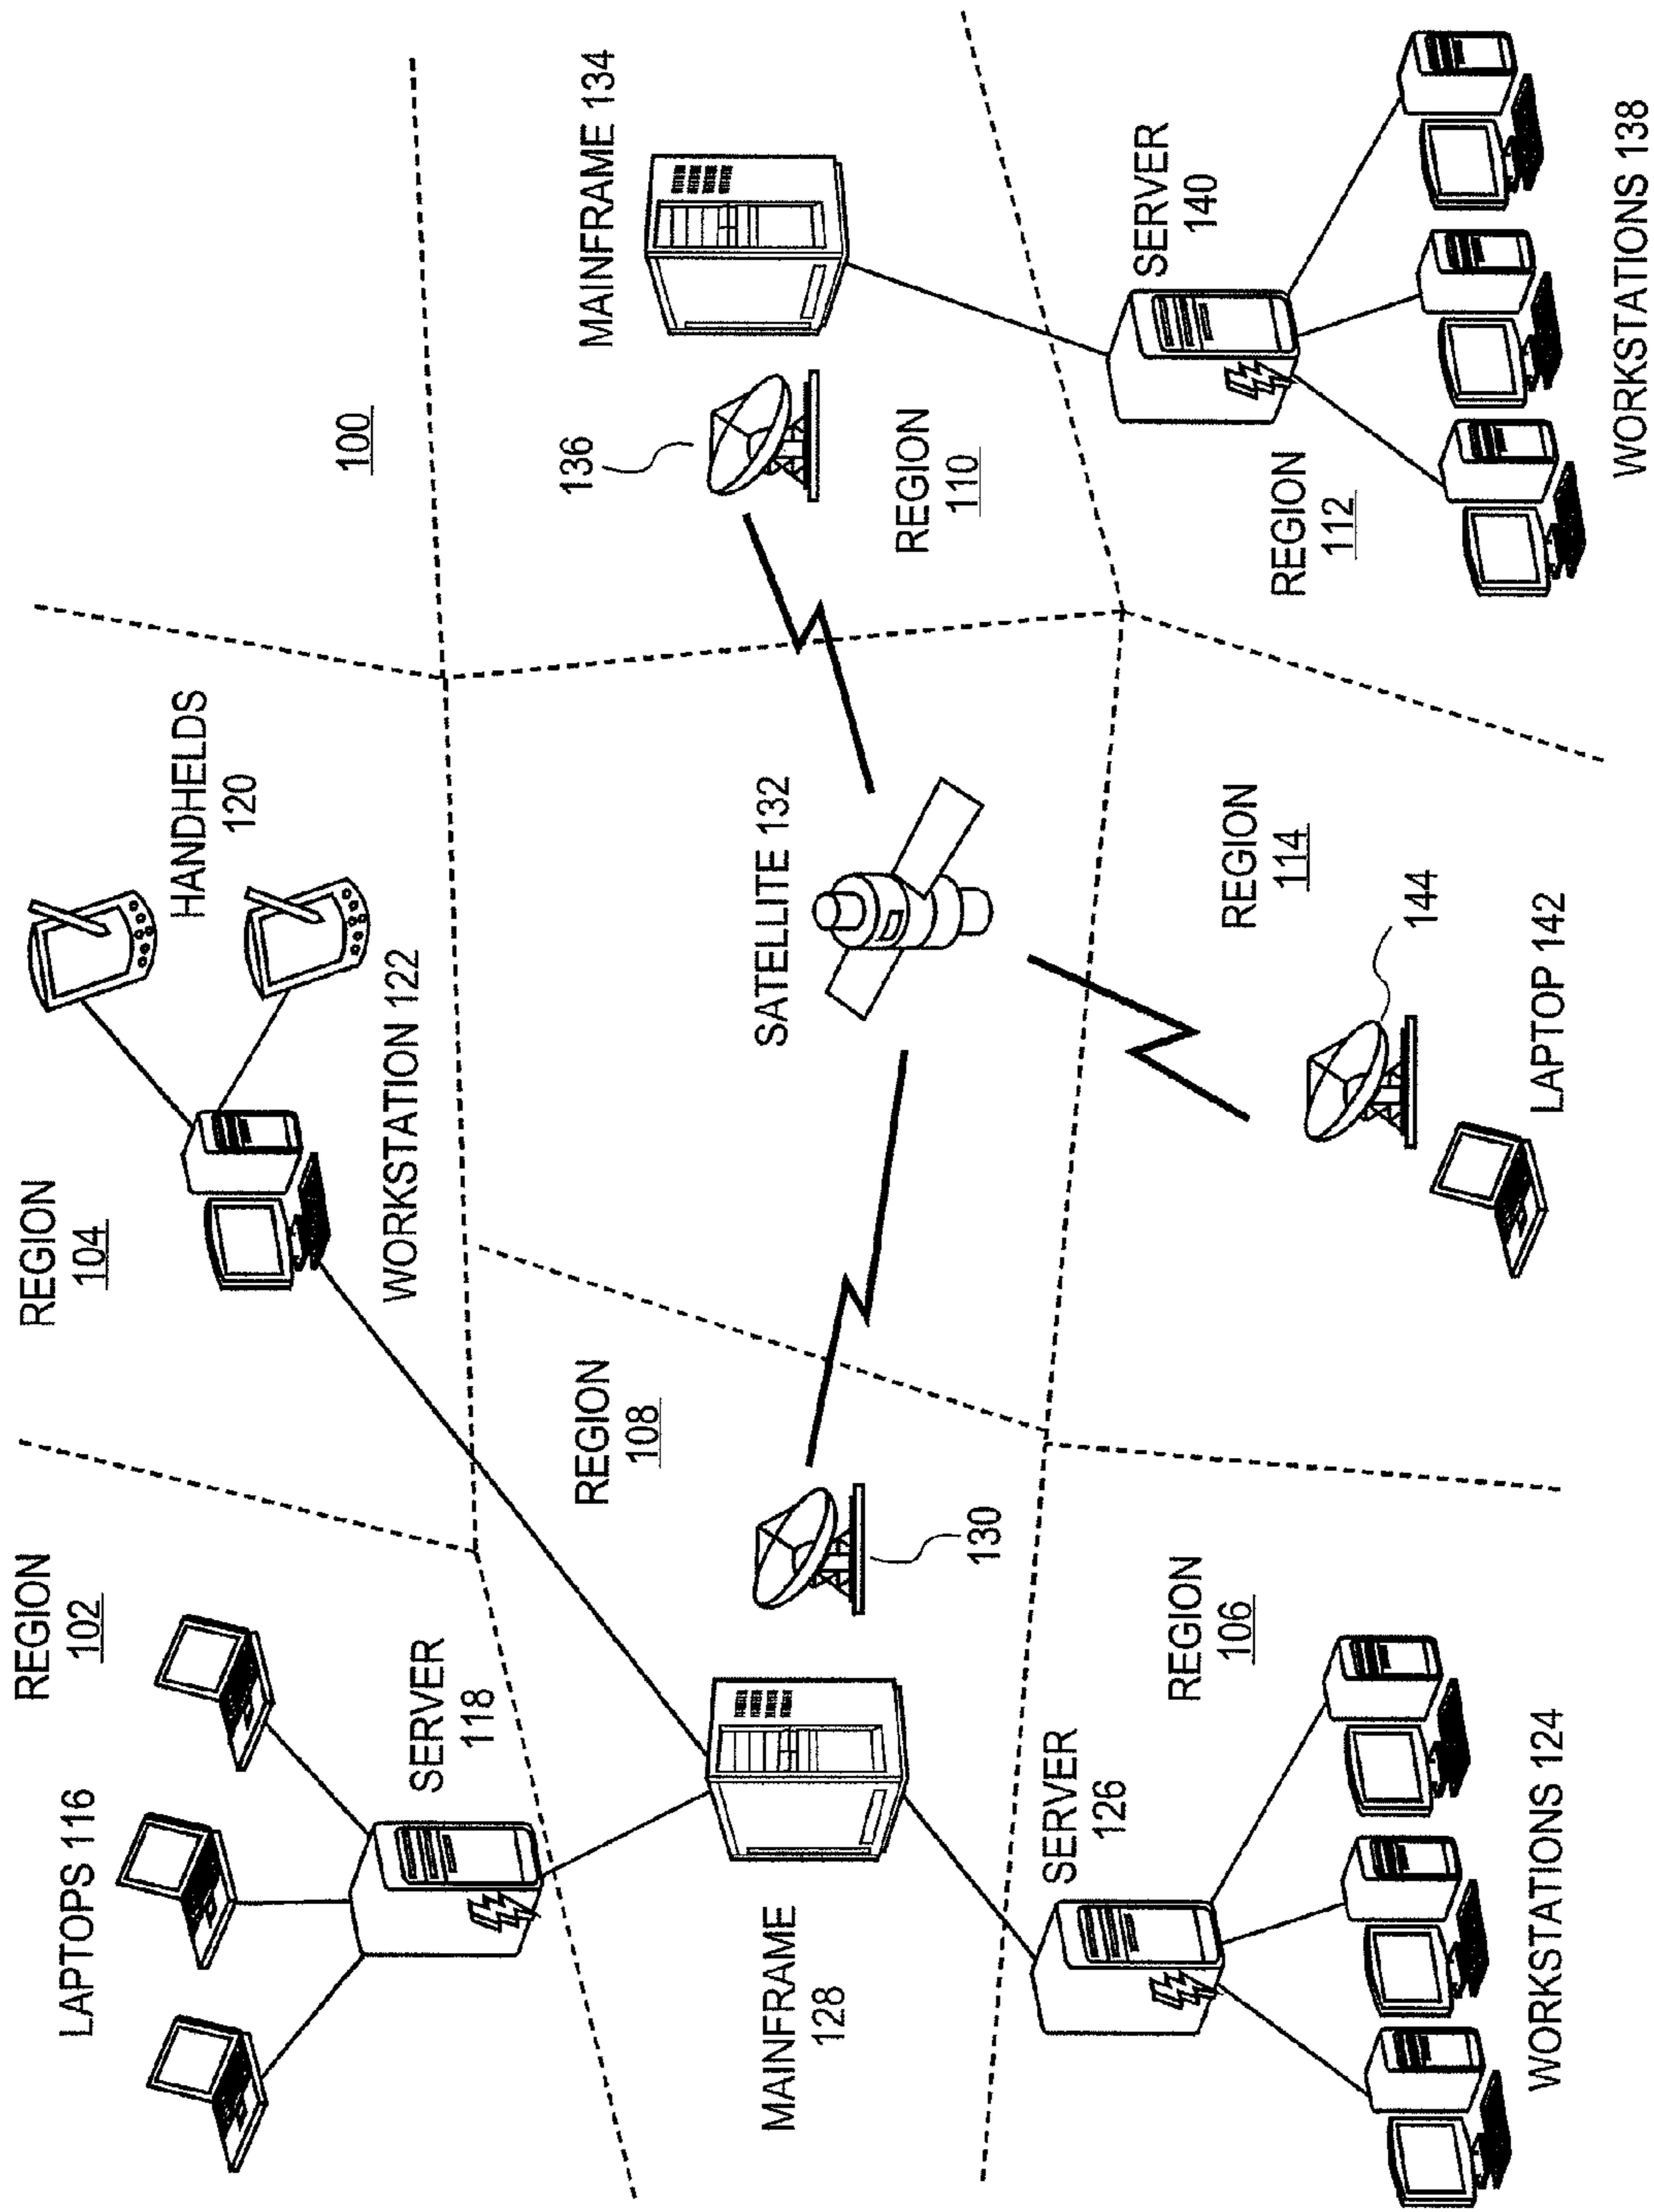 REGION
102
LAPTOPS 116
SERVER
118
REGION
104
HANDHELDS
120
WORKSTATION 122
100
REGION
108
MAINFRAME
128
130
SATELLITE 132
MAINFRAME 134
136
REGION
110
SERVER
126
REGION
106
WORKSTATIONS 124
REGION
114
144
LAPTOP 142
SERVER
140
REGION
112
WORKSTATIONS 138